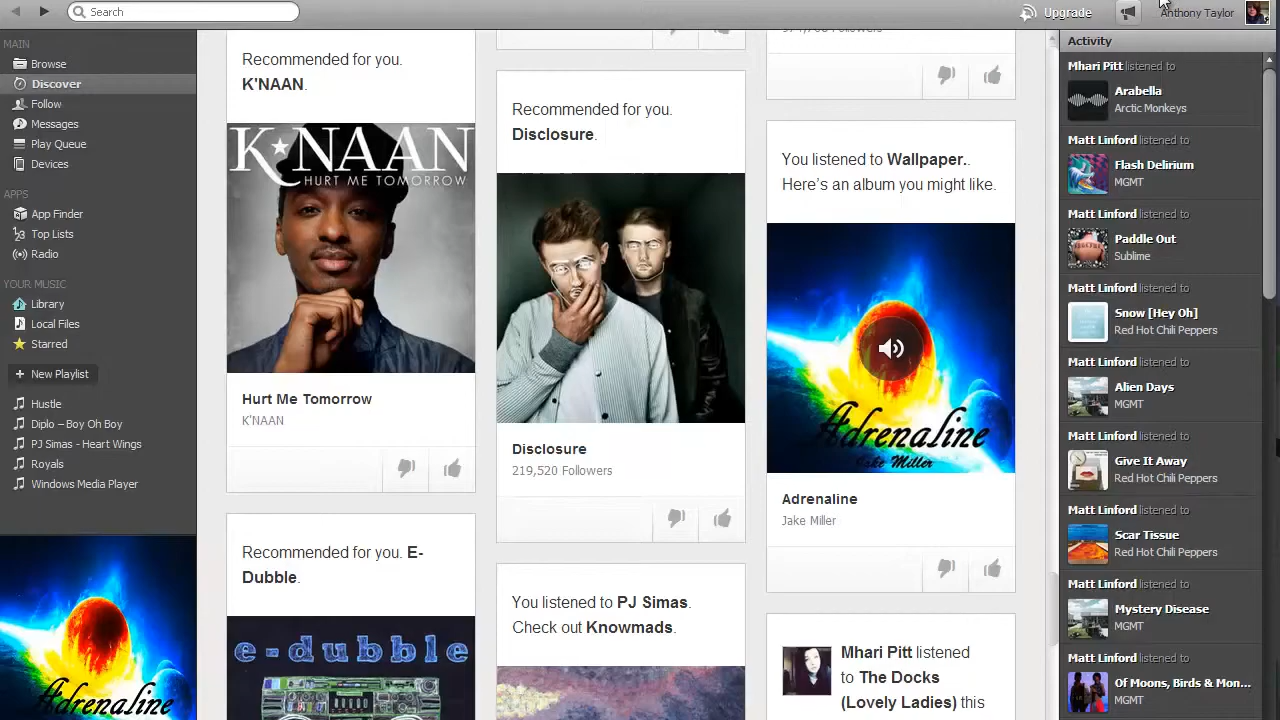 Search
Upgrade
Anthony Taylor
MAIN
Browse
Discover
Follow
Messages
Play Queue
Devices
APPS
App Finder
Top Lists
Radio
YOUR MUSIC
Library
Local Files
Starred
+ New Playlist
Hustle
Diplo – Boy Oh Boy
PJ Simas - Heart Wings
Royals
Windows Media Player
Adrenaline
Recommended for you.
K'NAAN.
K★NAAN
HURT ME TOMORROW
Hurt Me Tomorrow
K'NAAN
Recommended for you. E-
Dubble.
e-dubble
Recommended for you.
Disclosure.
Disclosure
219,520 Followers
You listened to PJ Simas.
Check out Knowmads.
You listened to Wallpaper..
Here's an album you might like.
Adrenaline
Jake Miller
Adrenaline
Jake Miller
Mhari Pitt listened
to The Docks
(Lovely Ladies) this
Activity
Mhari Pitt listened to
Arabella
Arctic Monkeys
Matt Linford listened to
Flash Delirium
MGMT
Matt Linford listened to
Paddle Out
Sublime
Matt Linford listened to
Snow [Hey Oh]
Red Hot Chili Peppers
Matt Linford listened to
Alien Days
MGMT
Matt Linford listened to
Give It Away
Red Hot Chili Peppers
Matt Linford listened to
Scar Tissue
Red Hot Chili Peppers
Matt Linford listened to
Mystery Disease
MGMT
Matt Linford listened to
Of Moons, Birds & Mon...
MGMT